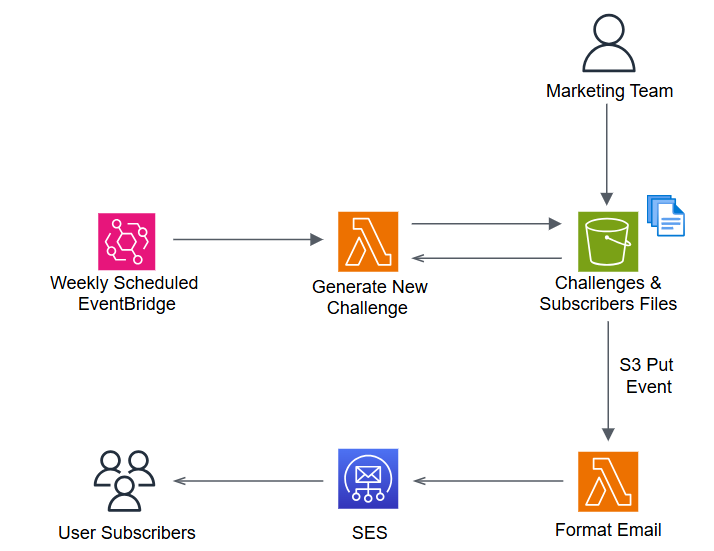 Marketing Team
Weekly Scheduled
EventBridge
Generate New
Challenge
Challenges &
Subscribers Files
S3 Put
Event
User Subscribers
SES
Format Email